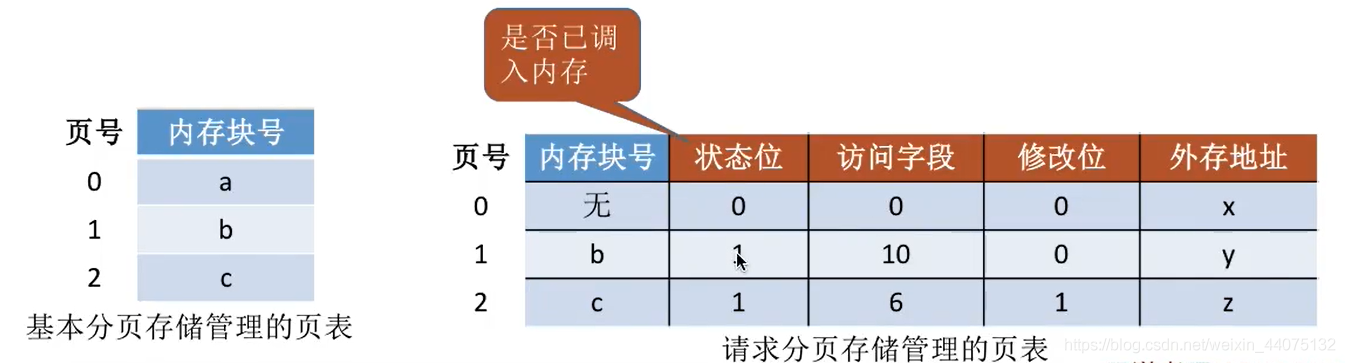 是否已调
入内存
页号 内存块号
0 a
1 b
2 c
基本分页存储管理的页表
页号 内存块号 状态位 访问字段 修改位 外存地址
0 无 0 0 0 x
1 b 1 10 0 y
2 c 1 6 1 z
请求分页存储管理的页表
https://blog.csdn.net/weixin_44075132